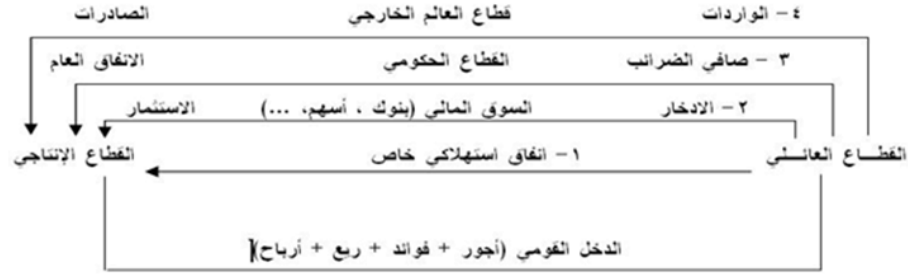 ٤ - الواردات قطاع العالم الخارجي الصادرات
٣ - صافي الضرائب القطاع الحكومي الانفاق العام
٢ - الادخار السوق المالي (بنوك ، أسهم، ...) الاستثمار
القطـــاع العائـــلي ١ - انفاق استهلاكي خاص القطاع الإنتاجي
الدخل القومي (أجور + فوائد + ريع + أرباح)